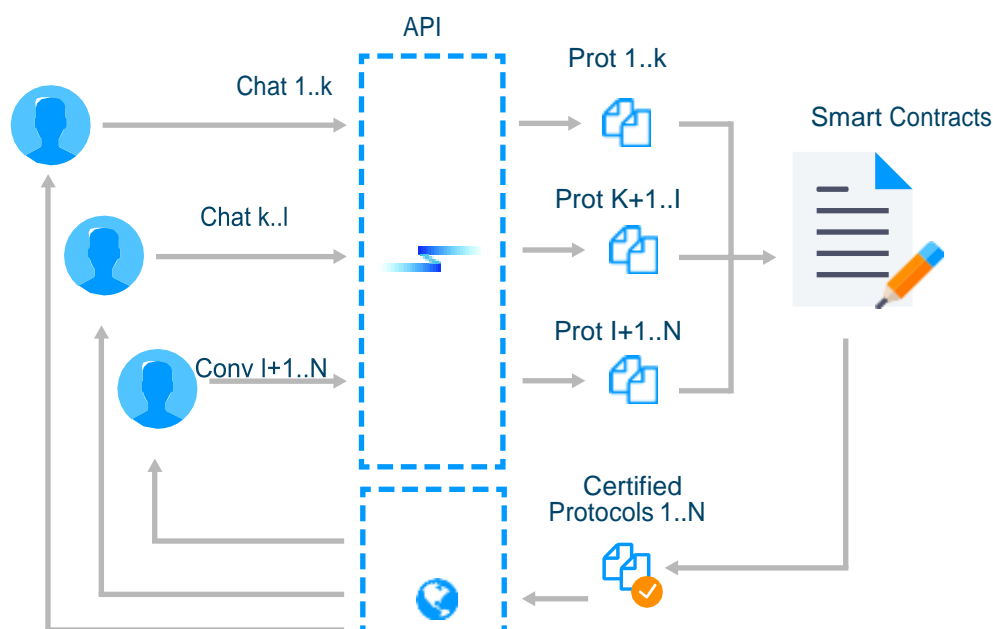 API
Chat 1..k
Prot 1..k
Smart Contracts
Chat k..l
Prot K+1..l
Conv l+1..N
Prot l+1..N
Certified
Protocols 1..N